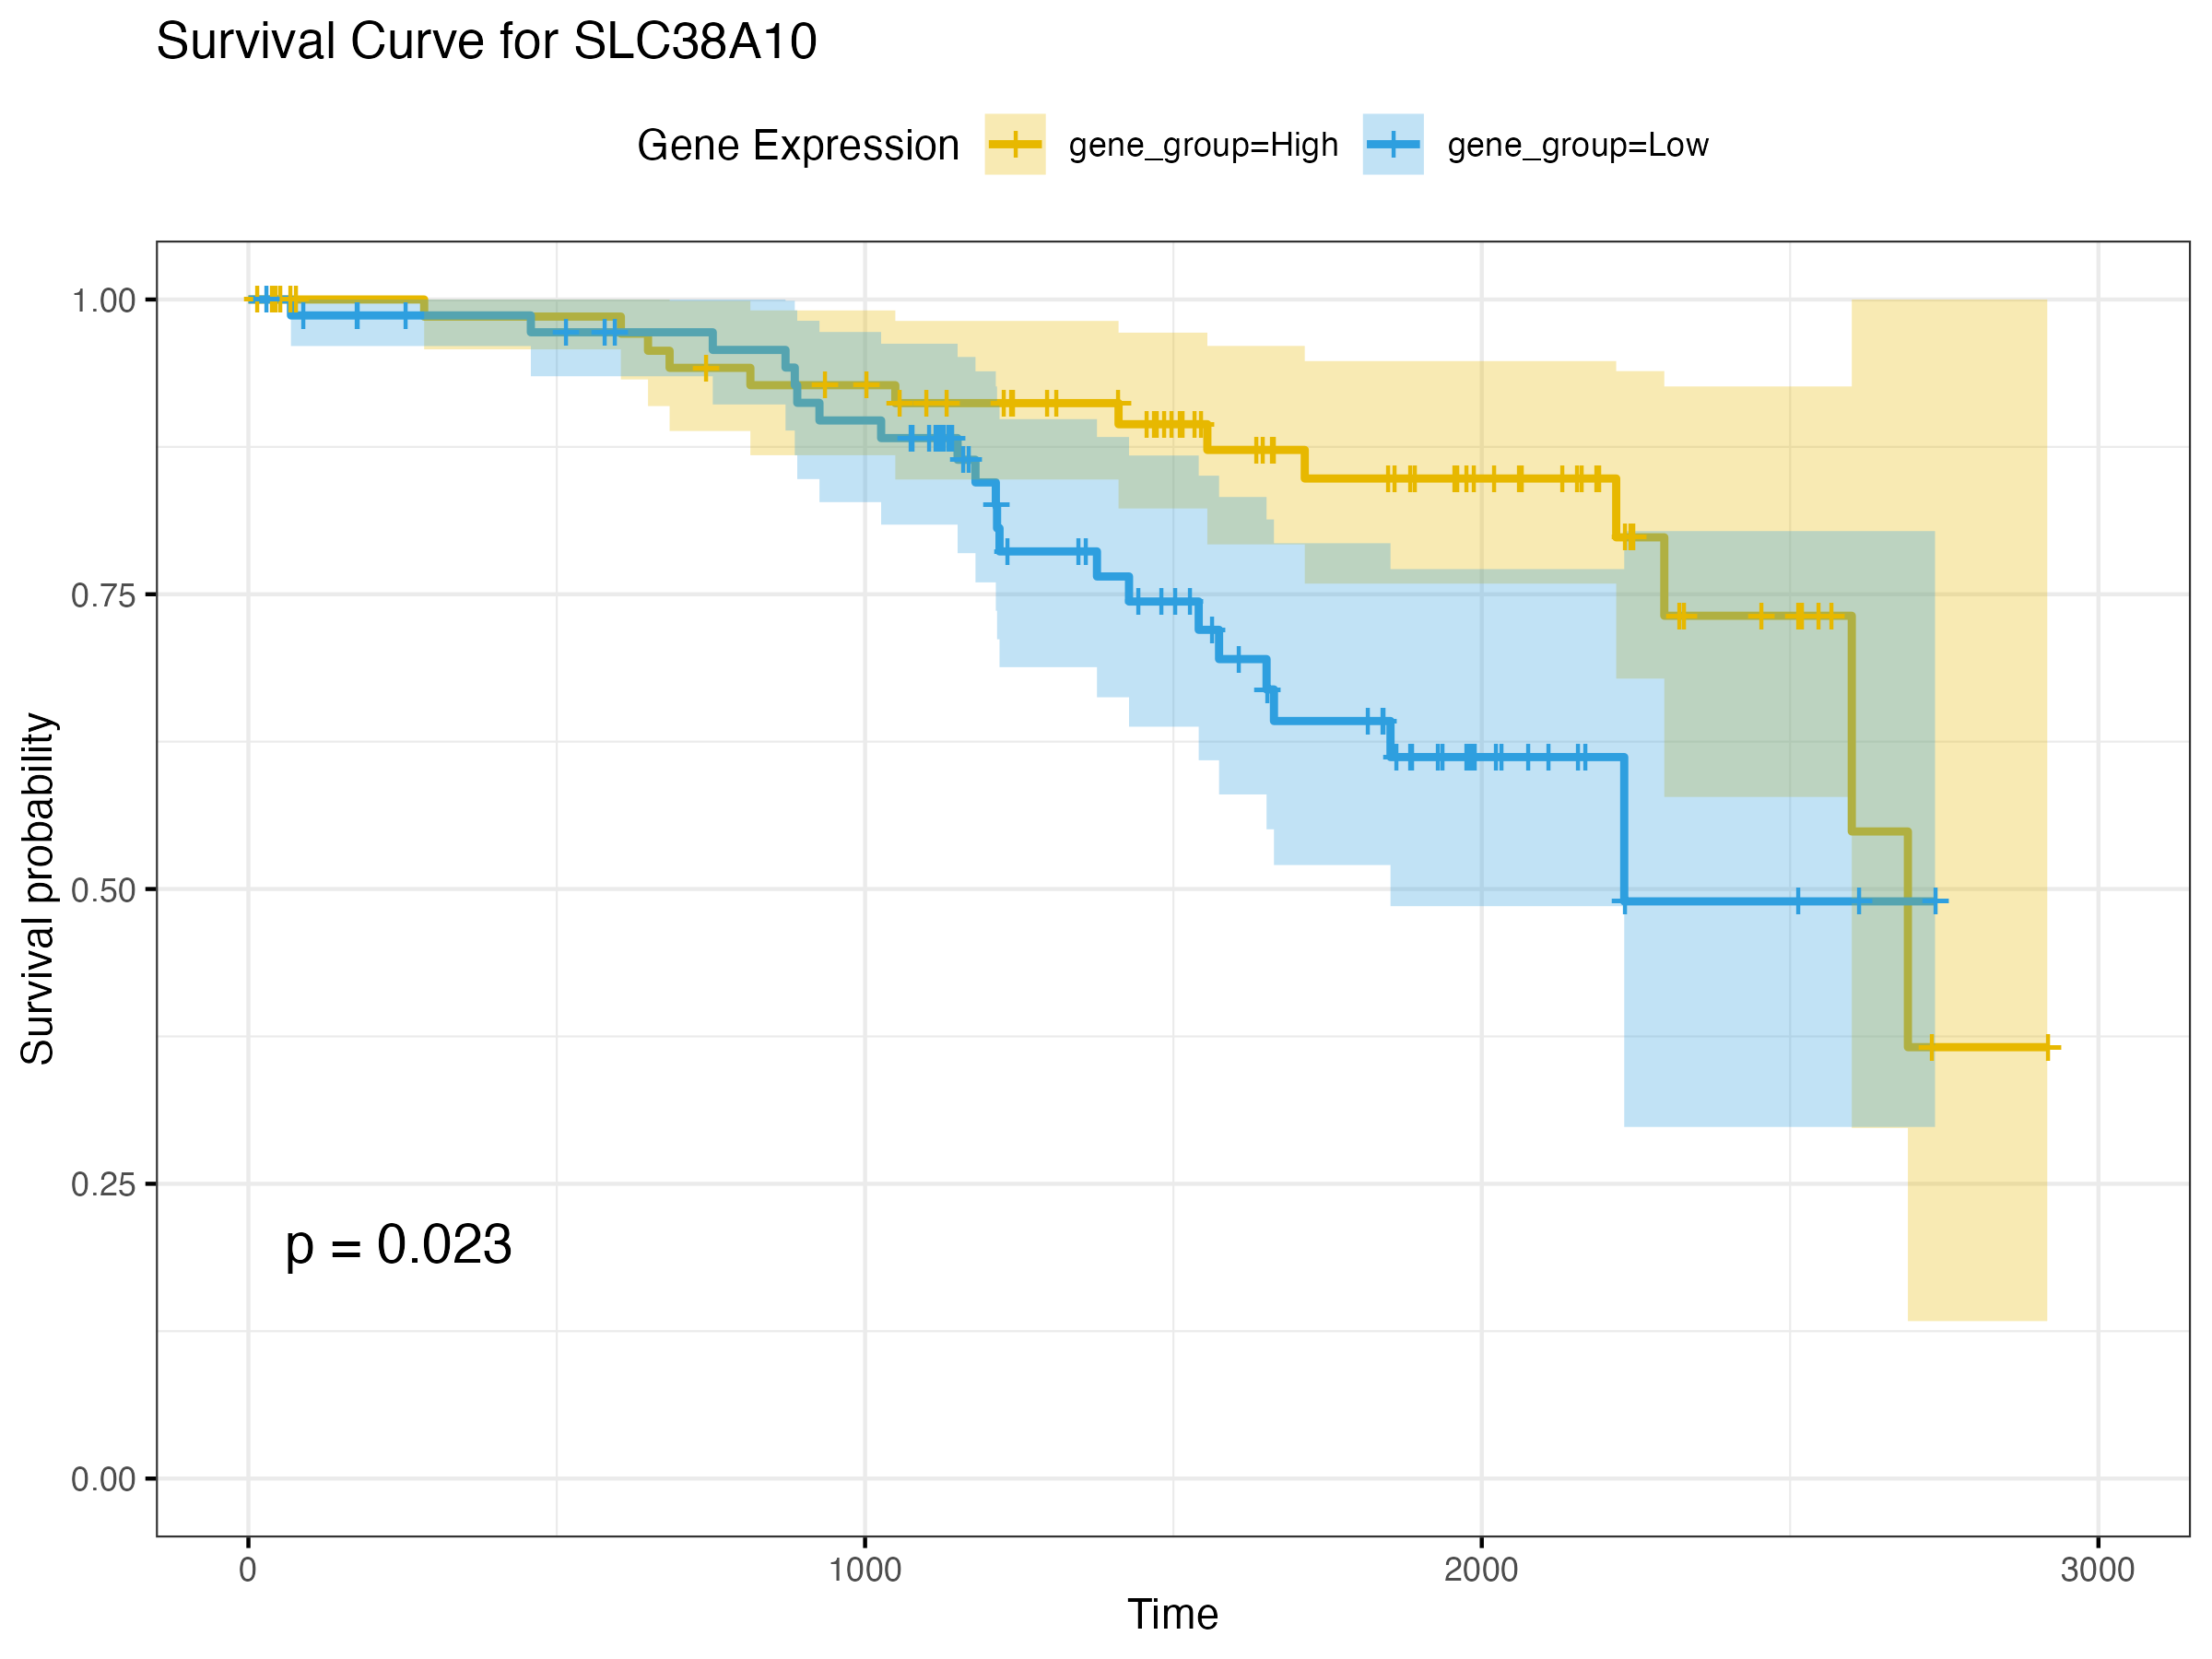 Survival Curve for SLC38A10
Gene Expression gene_group=High gene_group=Low
1.00
0.75
0.50
0.25
0.00
Survival probability
p = 0.023
0 1000 2000 3000
Time